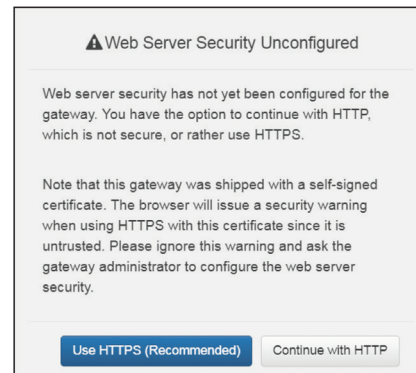 Web Server Security Unconfigured
Web server security has not yet been configured for the
gateway. You have the option to continue with HTTP,
which is not secure, or rather use HTTPS.
Note that this gateway was shipped with a self-signed
certificate. The browser will issue a security warning
when using HTTPS with this certificate since it is
untrusted. Please ignore this warning and ask the
gateway administrator to configure the web server
security.
Use HTTPS (Recommended) Continue with HTTP